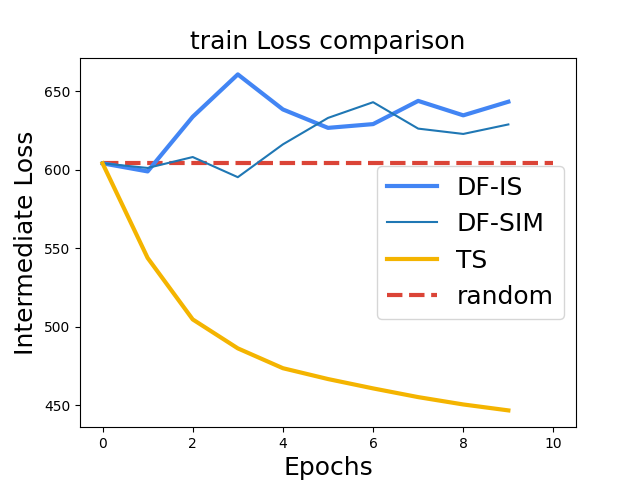 train Loss comparison
Intermediate Loss
650
600
550
500
450
DF-IS
DF-SIM
TS
random
0 2 4 6 8 10
Epochs